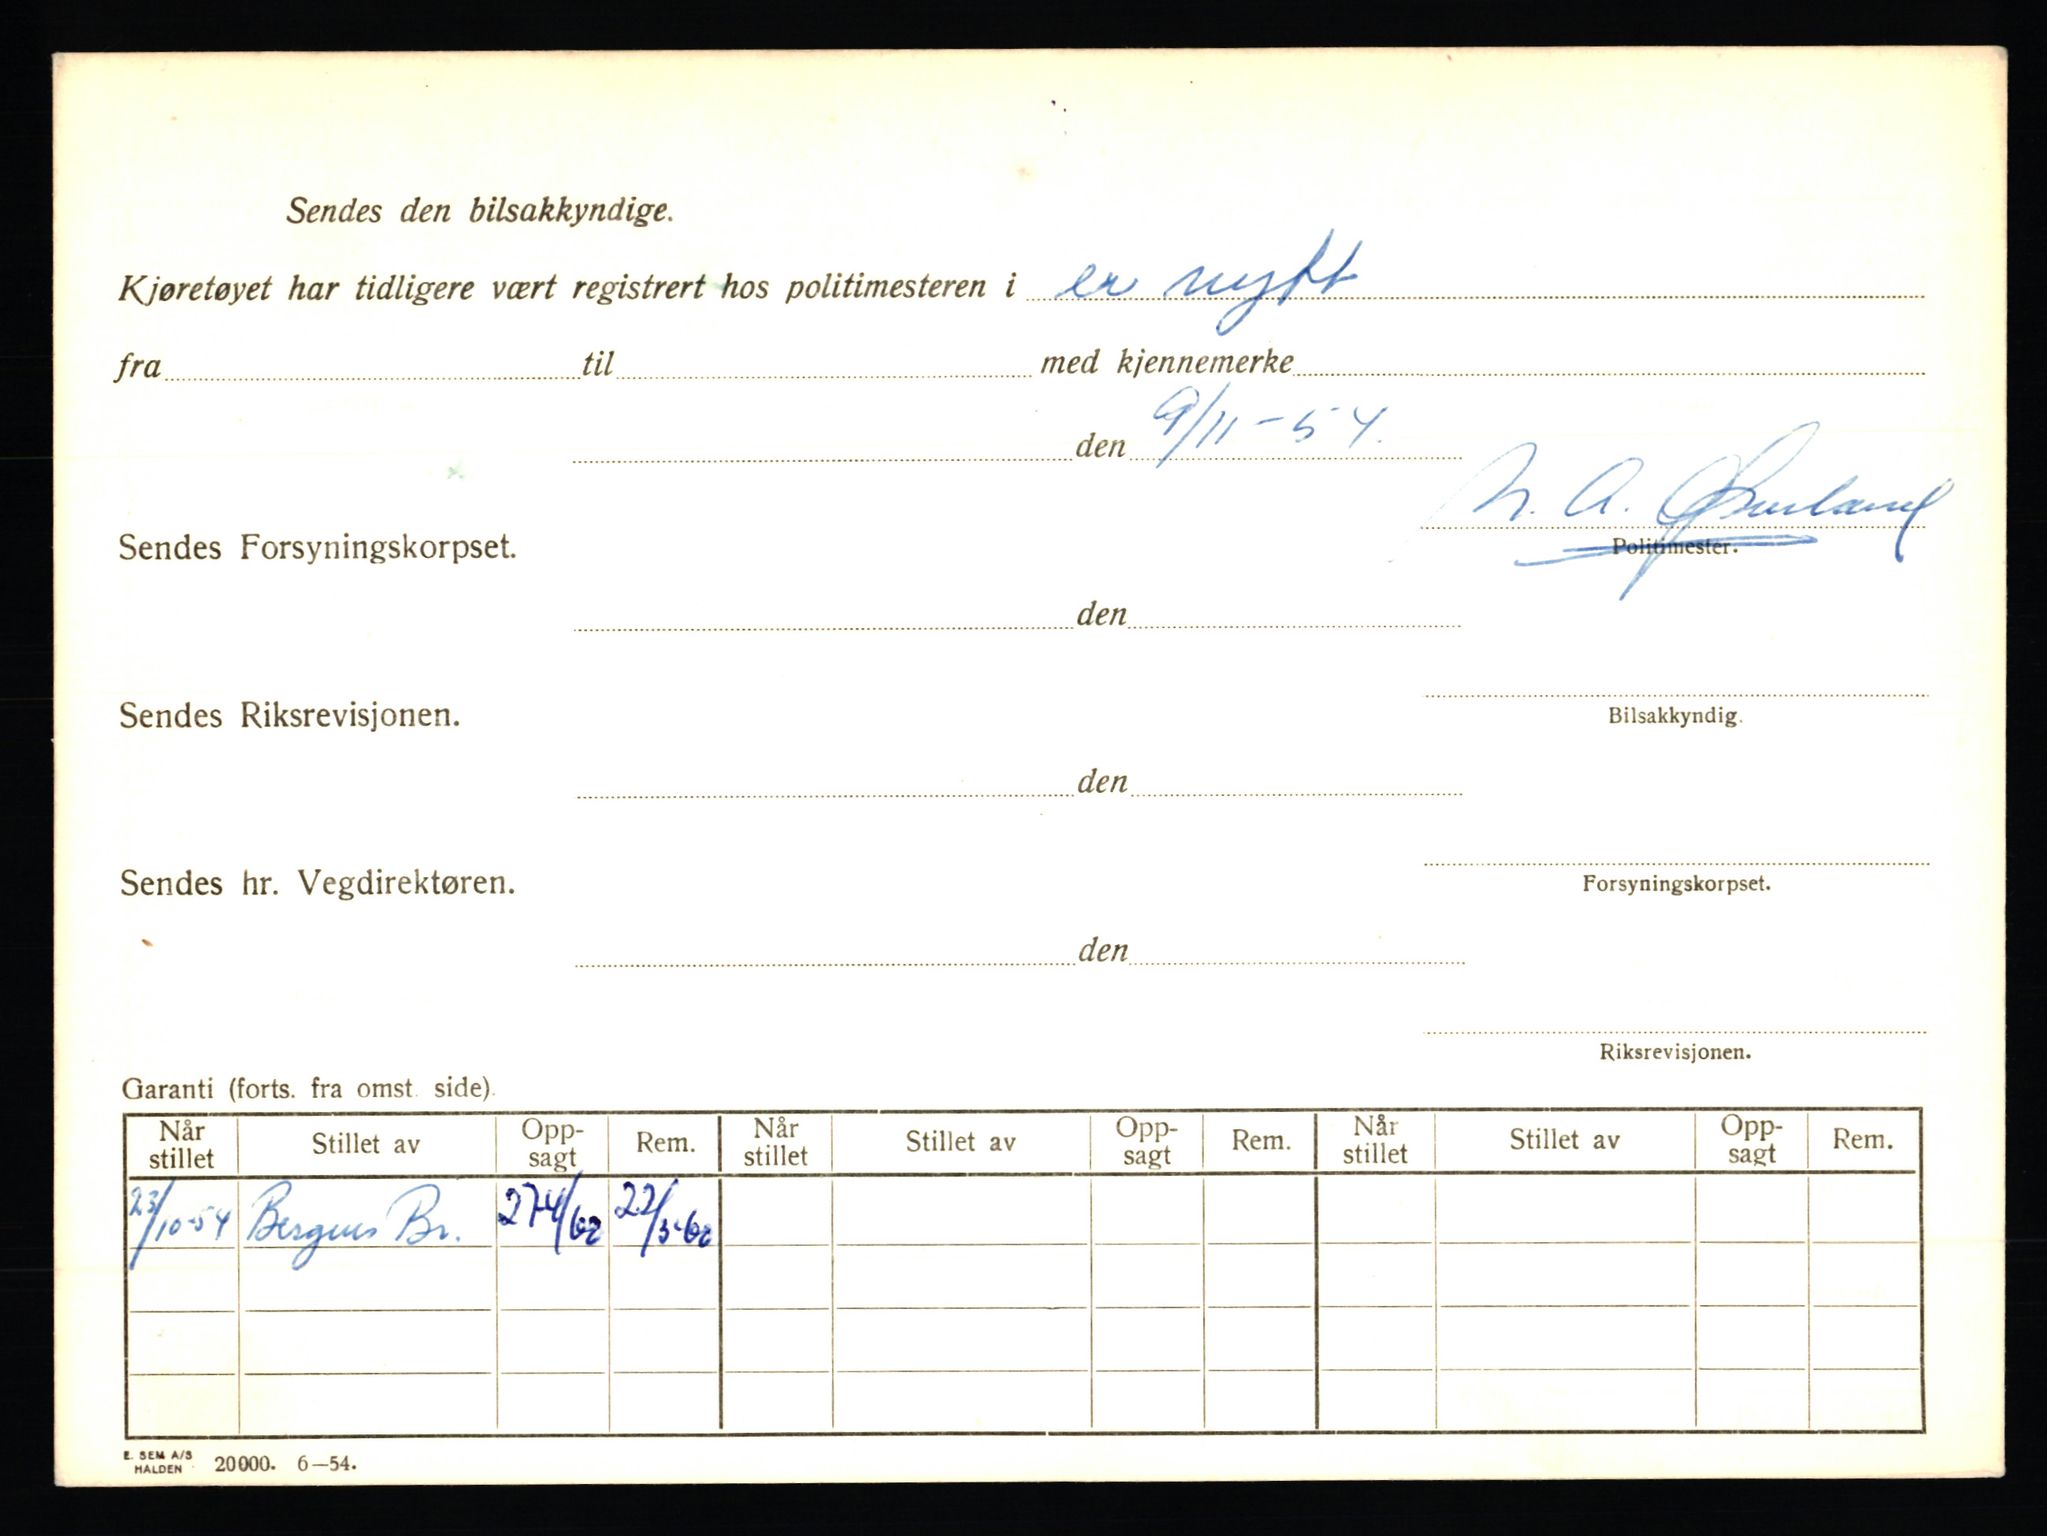 Sendes den bilsakkyndige.
Kjøretøyet har tidligere vært registrert hos politimesteren i er nytt
fra til med kjennemerke
den 9/11-54.
N. A.
Sendes Forsyningskorpset.
Politimester.
den
Sendes Riksrevisjonen.
Bilsakkyndig.
den
Sendes hr. Vegdirektøren.
Forsyningskorpset.
den
Riksrevisjonen.
Garanti (forts. fra omst. side).
Når stillet Stillet av Opp-sagt Rem. Når stillet Stillet av Opp-sagt Rem. Når stillet Stillet av Opp-sagt Rem.
23/10-54 Bergens Br. 27-4/62 22/3-62
E. SEM A/S
HALDEN 20000. 6—54.